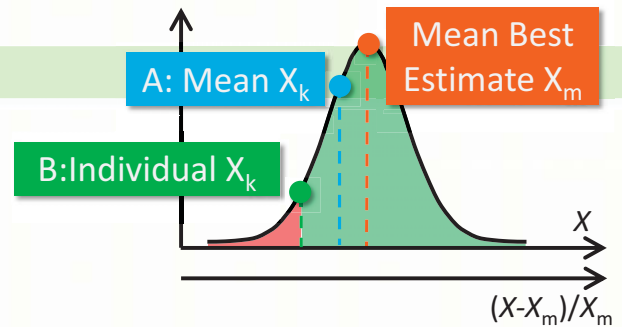 Mean Best
Estimate Xₘ
A: Mean Xₖ
B:Individual Xₖ
X
(X-Xₘ)/Xₘ